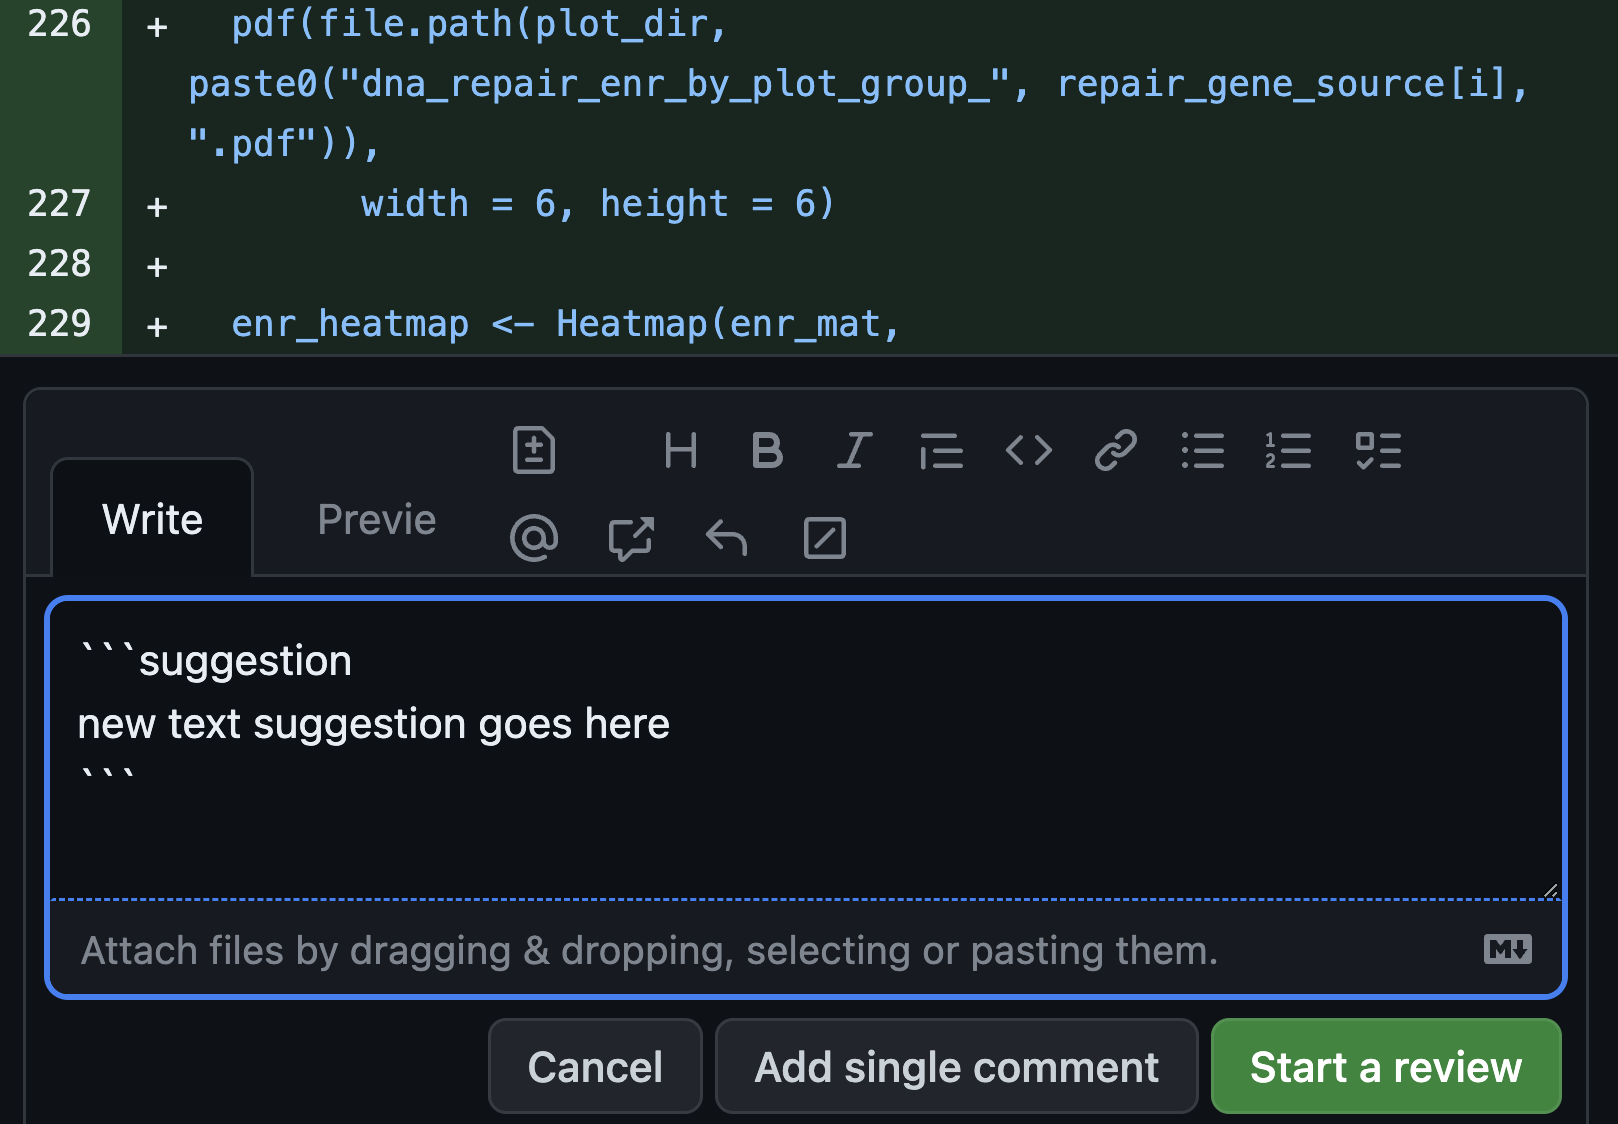 226 + pdf(file.path(plot_dir,
paste0("dna_repair_enr_by_plot_group_", repair_gene_source[i],
".pdf")),
227 + width = 6, height = 6)
228 +
229 + enr_heatmap <- Heatmap(enr_mat,
Write Previe
```suggestion
new text suggestion goes here
```
Attach files by dragging & dropping, selecting or pasting them.
Cancel Add single comment Start a review